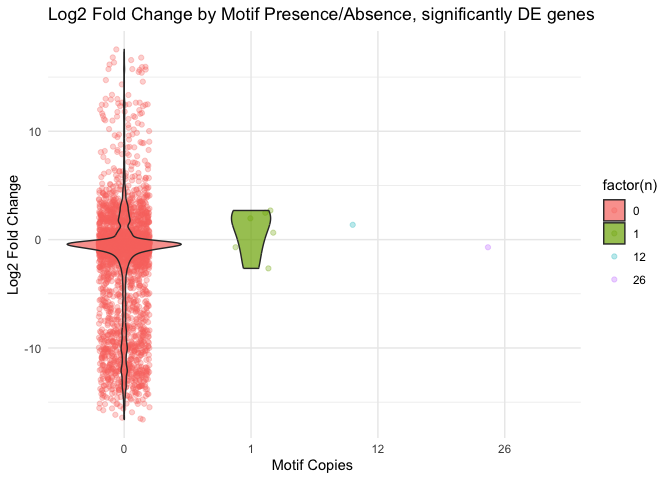 Log2 Fold Change by Motif Presence/Absence, significantly DE genes
Log2 Fold Change
10
0
-10
0
1
12
26
Motif Copies
factor(n)
0
1
12
26